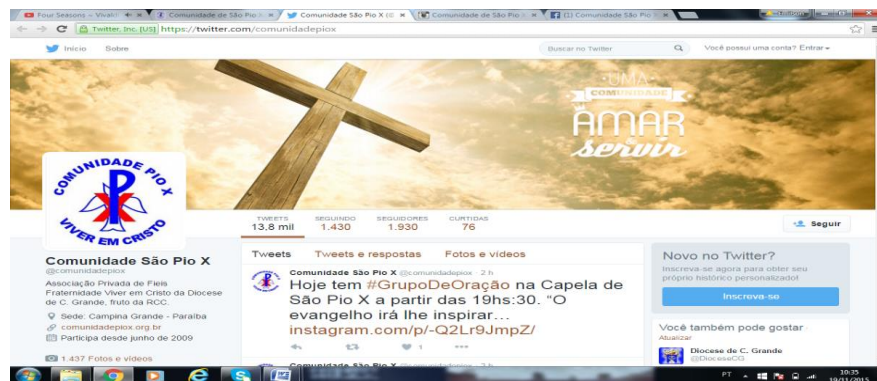 Four Seasons ~ Vival
Comunidade de São Pio X
Comunidade São Pio X (@
Comunidade de São Pio
(1) Comunidade São Pio
Twitter, Inc. [US] https://twitter.com/comunidadepiox
Início Sobre
Buscar no Twitter
Você possui uma conta? Entrar
UMA
COMUNIDADE
AMAR
servir
COMUNIDADE PIO X
VIVER EM CRISTO
TWEETS SEGUINDO SEGUIDORES CURTIDAS
13,8 mil 1.430 1.930 76
Seguir
Comunidade São Pio X
@comunidadepiox
Associação Privada de Fieis
Fraternidade Viver em Cristo da Diocese
de C. Grande, fruto da RCC.
Sede: Campina Grande - Paraíba
comunidadepiox.org.br
Participa desde junho de 2009
1.437 Fotos e vídeos
Tweets Tweets e respostas Fotos e vídeos
Comunidade São Pio X @comunidadepiox · 2 h
Hoje tem #GrupoDeOração na Capela de
São Pio X a partir das 19hs:30. "O
evangelho irá lhe inspirar...
instagram.com/p/-Q2Lr9JmpZ/
1
Comunidade São Pio X @comunidadepiox · 2 h
Novo no Twitter?
Inscreva-se agora para obter seu
próprio histórico personalizado!
Inscreva-se
Você também pode gostar
Atualizar
Diocese de C. Grande
@DioceseCG
PT
10:35
19/01/2015